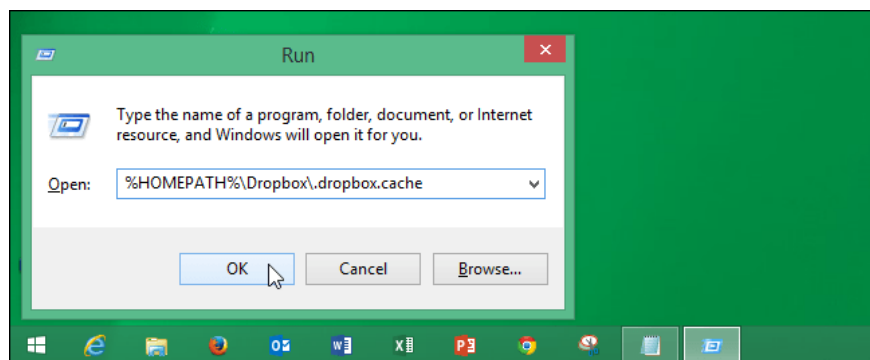 Run
Type the name of a program, folder, document, or Internet
resource, and Windows will open it for you.
Open:
%HOMEPATH%\Dropbox\.dropbox.cache
OK
Cancel
Browse...